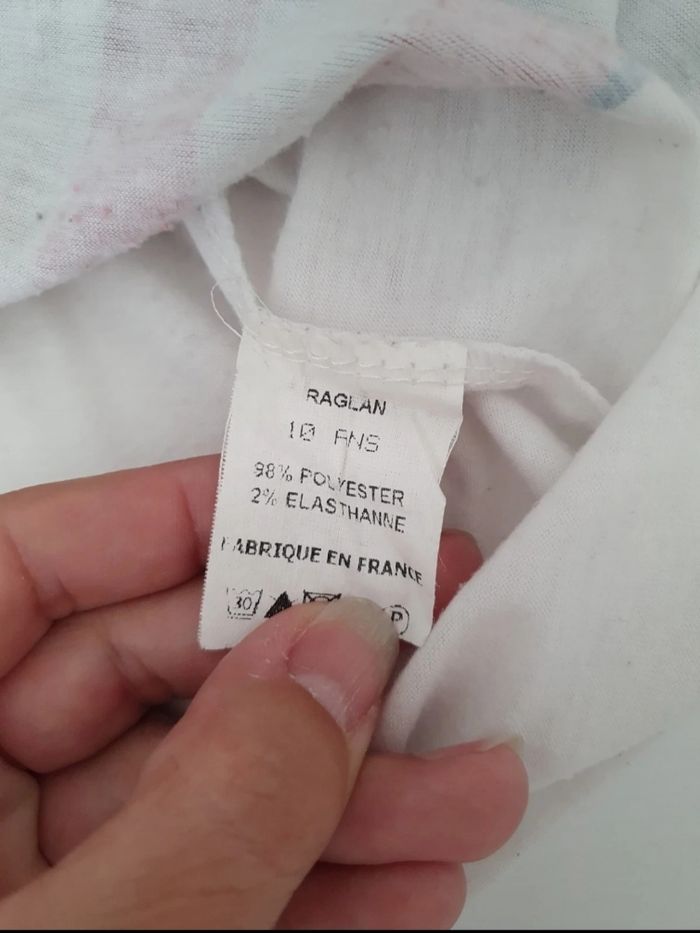 RAGLAN
10 ANS
98% POLYESTER
2% ELASTHANNE
FABRIQUE EN FRANCE
30 P